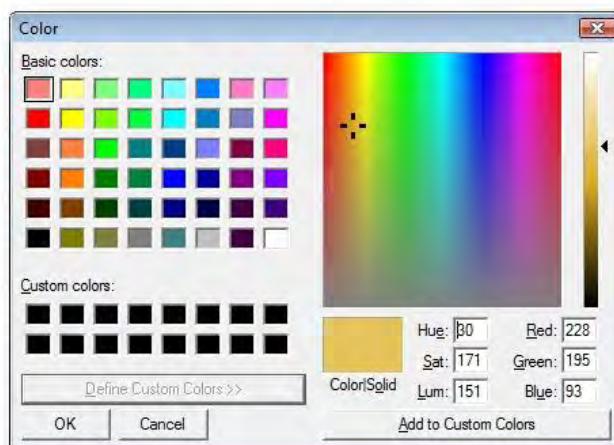 Color
Basic colors:
Custom colors:
Define Custom Colors >>
OK Cancel
Color|Solid
Hue: 30 Red: 228
Sat: 171 Green: 195
Lum: 151 Blue: 93
Add to Custom Colors